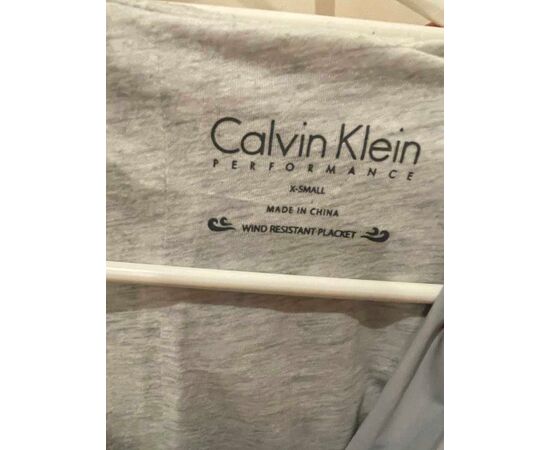 Calvin Klein
PERFORMANCE
X-SMALL
MADE IN CHINA
WIND RESISTANT PLACKET